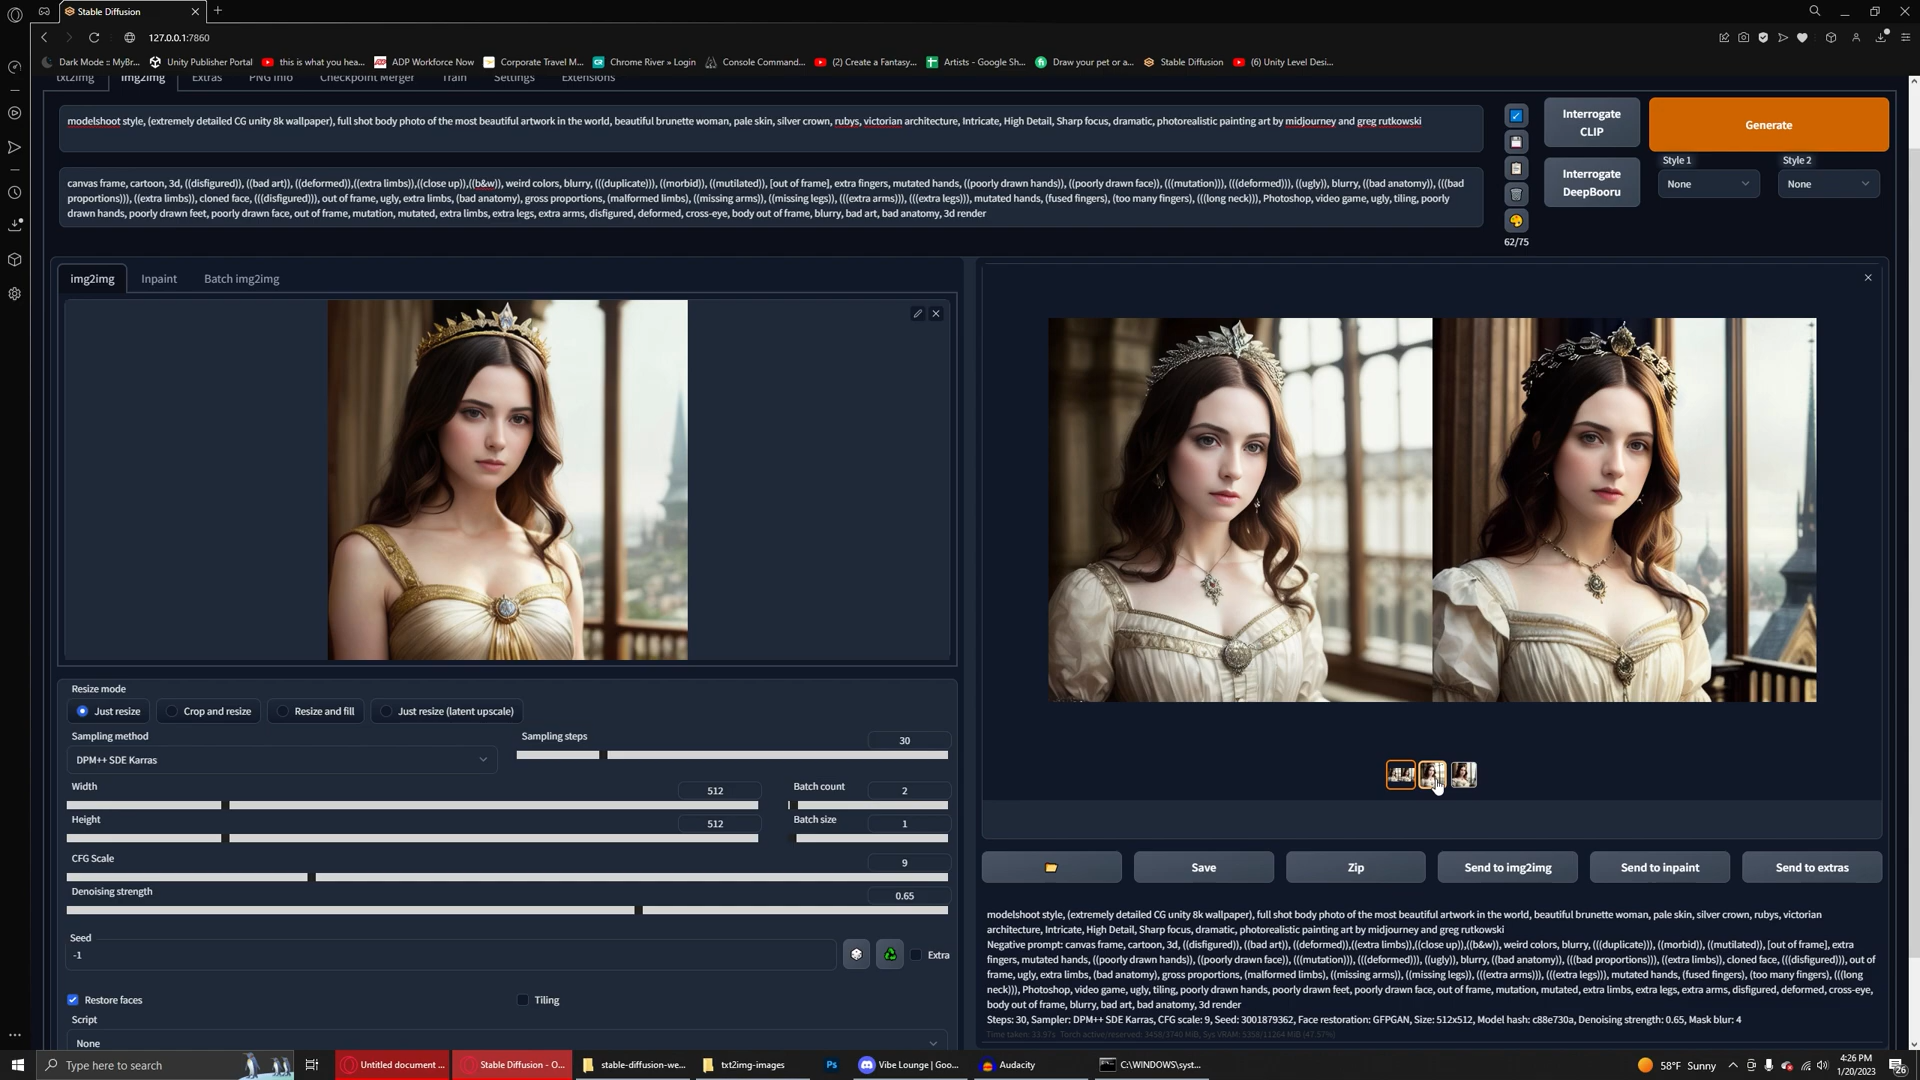 Stable Diffusion
127.0.0.1:7860
Dark Mode :: MyBr... Unity Publisher Portal this is what you hea... ADP Workforce Now Corporate Travel M... Chrome River » Login Console Command... (2) Create a Fantasy... Artists - Google Sh... Draw your pet or a... Stable Diffusion (6) Unity Level Desi...
txt2img img2img Extras PNG Info Checkpoint Merger Train Settings Extensions
modelshoot style, (extremely detailed CG unity 8k wallpaper), full shot body photo of the most beautiful artwork in the world, beautiful brunette woman, pale skin, silver crown, rubys, victorian architecture, Intricate, High Detail, Sharp focus, dramatic, photorealistic painting art by midjourney and greg rutkowski
canvas frame, cartoon, 3d, ((disfigured)), ((bad art)), ((deformed)),((extra limbs)),((close up)),((b&w)), weird colors, blurry, (((duplicate))), ((morbid)), ((mutilated)), [out of frame], extra fingers, mutated hands, ((poorly drawn hands)), ((poorly drawn face)), (((mutation))), (((deformed))), ((ugly)), blurry, ((bad anatomy)), (((bad
proportions))), ((extra limbs)), cloned face, (((disfigured))), out of frame, ugly, extra limbs, (bad anatomy), gross proportions, (malformed limbs), ((missing arms)), ((missing legs)), (((extra arms))), (((extra legs))), mutated hands, (fused fingers), (too many fingers), (((long neck))), Photoshop, video game, ugly, tiling, poorly
drawn hands, poorly drawn feet, poorly drawn face, out of frame, mutation, mutated, extra limbs, extra legs, extra arms, disfigured, deformed, cross-eye, body out of frame, blurry, bad art, bad anatomy, 3d render
62/75
Interrogate
CLIP
Interrogate
DeepBooru
Generate
Style 1 Style 2
None None
img2img Inpaint Batch img2img
Resize mode
Just resize Crop and resize Resize and fill Just resize (latent upscale)
Sampling method Sampling steps 30
DPM++ SDE Karras
Width 512 Batch count 2
Height 512 Batch size 1
CFG Scale 9
Denoising strength 0.65
Seed
-1 Extra
Restore faces Tiling
Script
None
Save Zip Send to img2img Send to inpaint Send to extras
modelshoot style, (extremely detailed CG unity 8k wallpaper), full shot body photo of the most beautiful artwork in the world, beautiful brunette woman, pale skin, silver crown, rubys, victorian
architecture, Intricate, High Detail, Sharp focus, dramatic, photorealistic painting art by midjourney and greg rutkowski
Negative prompt: canvas frame, cartoon, 3d, ((disfigured)), ((bad art)), ((deformed)),((extra limbs)),((close up)),((b&w)), weird colors, blurry, (((duplicate))), ((morbid)), ((mutilated)), [out of frame], extra
fingers, mutated hands, ((poorly drawn hands)), ((poorly drawn face)), (((mutation))), (((deformed))), ((ugly)), blurry, ((bad anatomy)), (((bad proportions))), ((extra limbs)), cloned face, (((disfigured))), out of
frame, ugly, extra limbs, (bad anatomy), gross proportions, (malformed limbs), ((missing arms)), ((missing legs)), (((extra arms))), (((extra legs))), mutated hands, (fused fingers), (too many fingers), (((long
neck))), Photoshop, video game, ugly, tiling, poorly drawn hands, poorly drawn feet, poorly drawn face, out of frame, mutation, mutated, extra limbs, extra legs, extra arms, disfigured, deformed, cross-eye,
body out of frame, blurry, bad art, bad anatomy, 3d render
Steps: 30, Sampler: DPM++ SDE Karras, CFG scale: 9, Seed: 3001879362, Face restoration: GFPGAN, Size: 512x512, Model hash: c88e730a, Denoising strength: 0.65, Mask blur: 4
Time taken: 33.97s Torch active/reserved: 3458/3740 MiB, Sys VRAM: 5358/11264 MiB (47.57%)
Type here to search
Untitled document ... Stable Diffusion - O... stable-diffusion-we... txt2img-images Ps Vibe Lounge | Goo... Audacity C:\WINDOWS\syst...
58°F Sunny
4:26 PM
1/20/2023
26